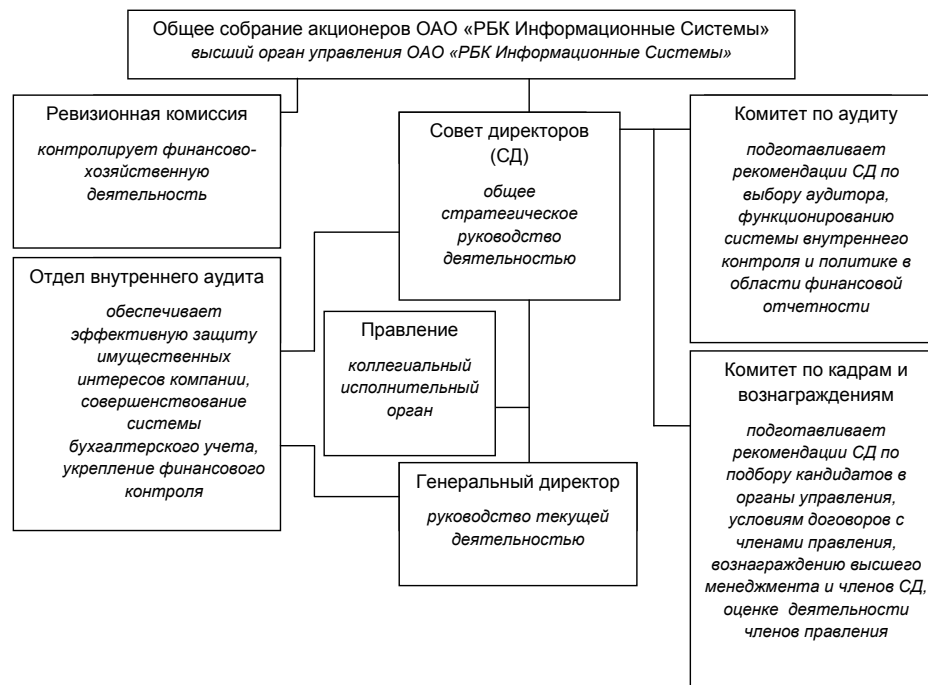 Общее собрание акционеров ОАО «РБК Информационные Системы»
высший орган управления ОАО «РБК Информационные Системы»
Ревизионная комиссия
контролирует финансово-
хозяйственную
деятельность
Совет директоров
(СД)
общее
стратегическое
руководство
деятельностью
Комитет по аудиту
подготавливает
рекомендации СД по
выбору аудитора,
функционированию
системы внутреннего
контроля и политике в
области финансовой
отчетности
Отдел внутреннего аудита
обеспечивает
эффективную защиту
имущественных
интересов компании,
совершенствование
системы
бухгалтерского учета,
укрепление финансового
контроля
Правление
коллегиальный
исполнительный
орган
Комитет по кадрам и
вознаграждениям
подготавливает
рекомендации СД по
подбору кандидатов в
органы управления,
условиям договоров с
членами правления,
вознаграждению высшего
менеджмента и членов СД,
оценке деятельности
членов правления
Генеральный директор
руководство текущей
деятельностью